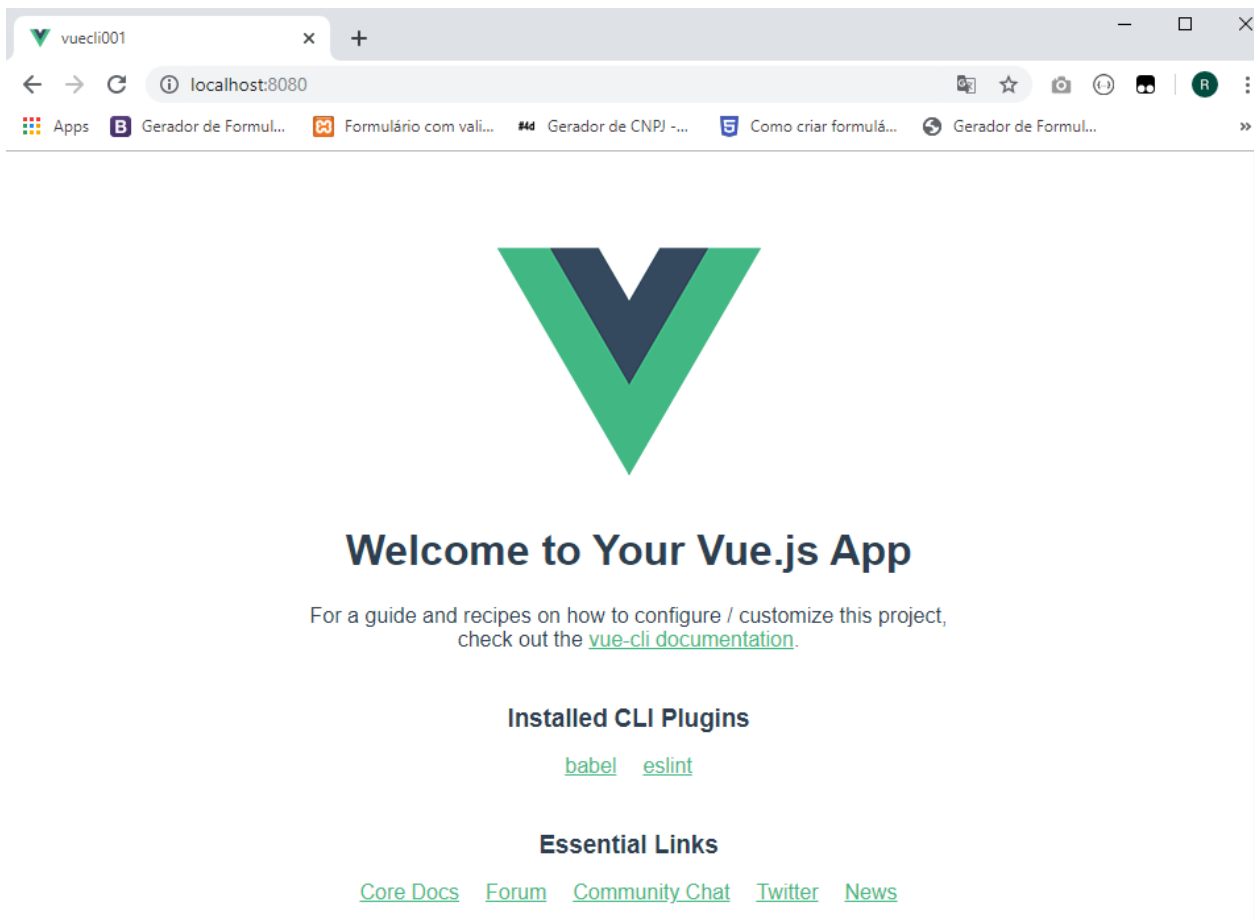 vuecli001
localhost:8080
R
Apps B Gerador de Formul... Formulário com vali... #4d Gerador de CNPJ -... 5 Como criar formulá... Gerador de Formul... »
Welcome to Your Vue.js App
For a guide and recipes on how to configure / customize this project,
check out the vue-cli documentation.
Installed CLI Plugins
babel eslint
Essential Links
Core Docs Forum Community Chat Twitter News